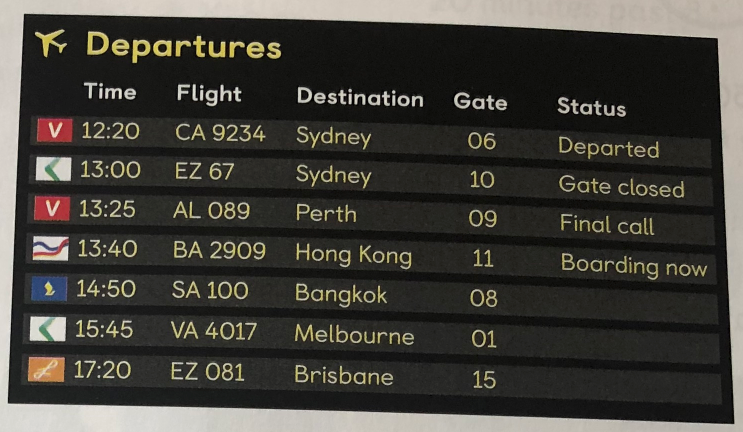 Departures
Time Flight Destination Gate Status
V 12:20 CA 9234 Sydney 06 Departed
13:00 EZ 67 Sydney 10 Gate closed
V 13:25 AL 089 Perth 09 Final call
13:40 BA 2909 Hong Kong 11 Boarding now
14:50 SA 100 Bangkok 08
15:45 VA 4017 Melbourne 01
17:20 EZ 081 Brisbane 15